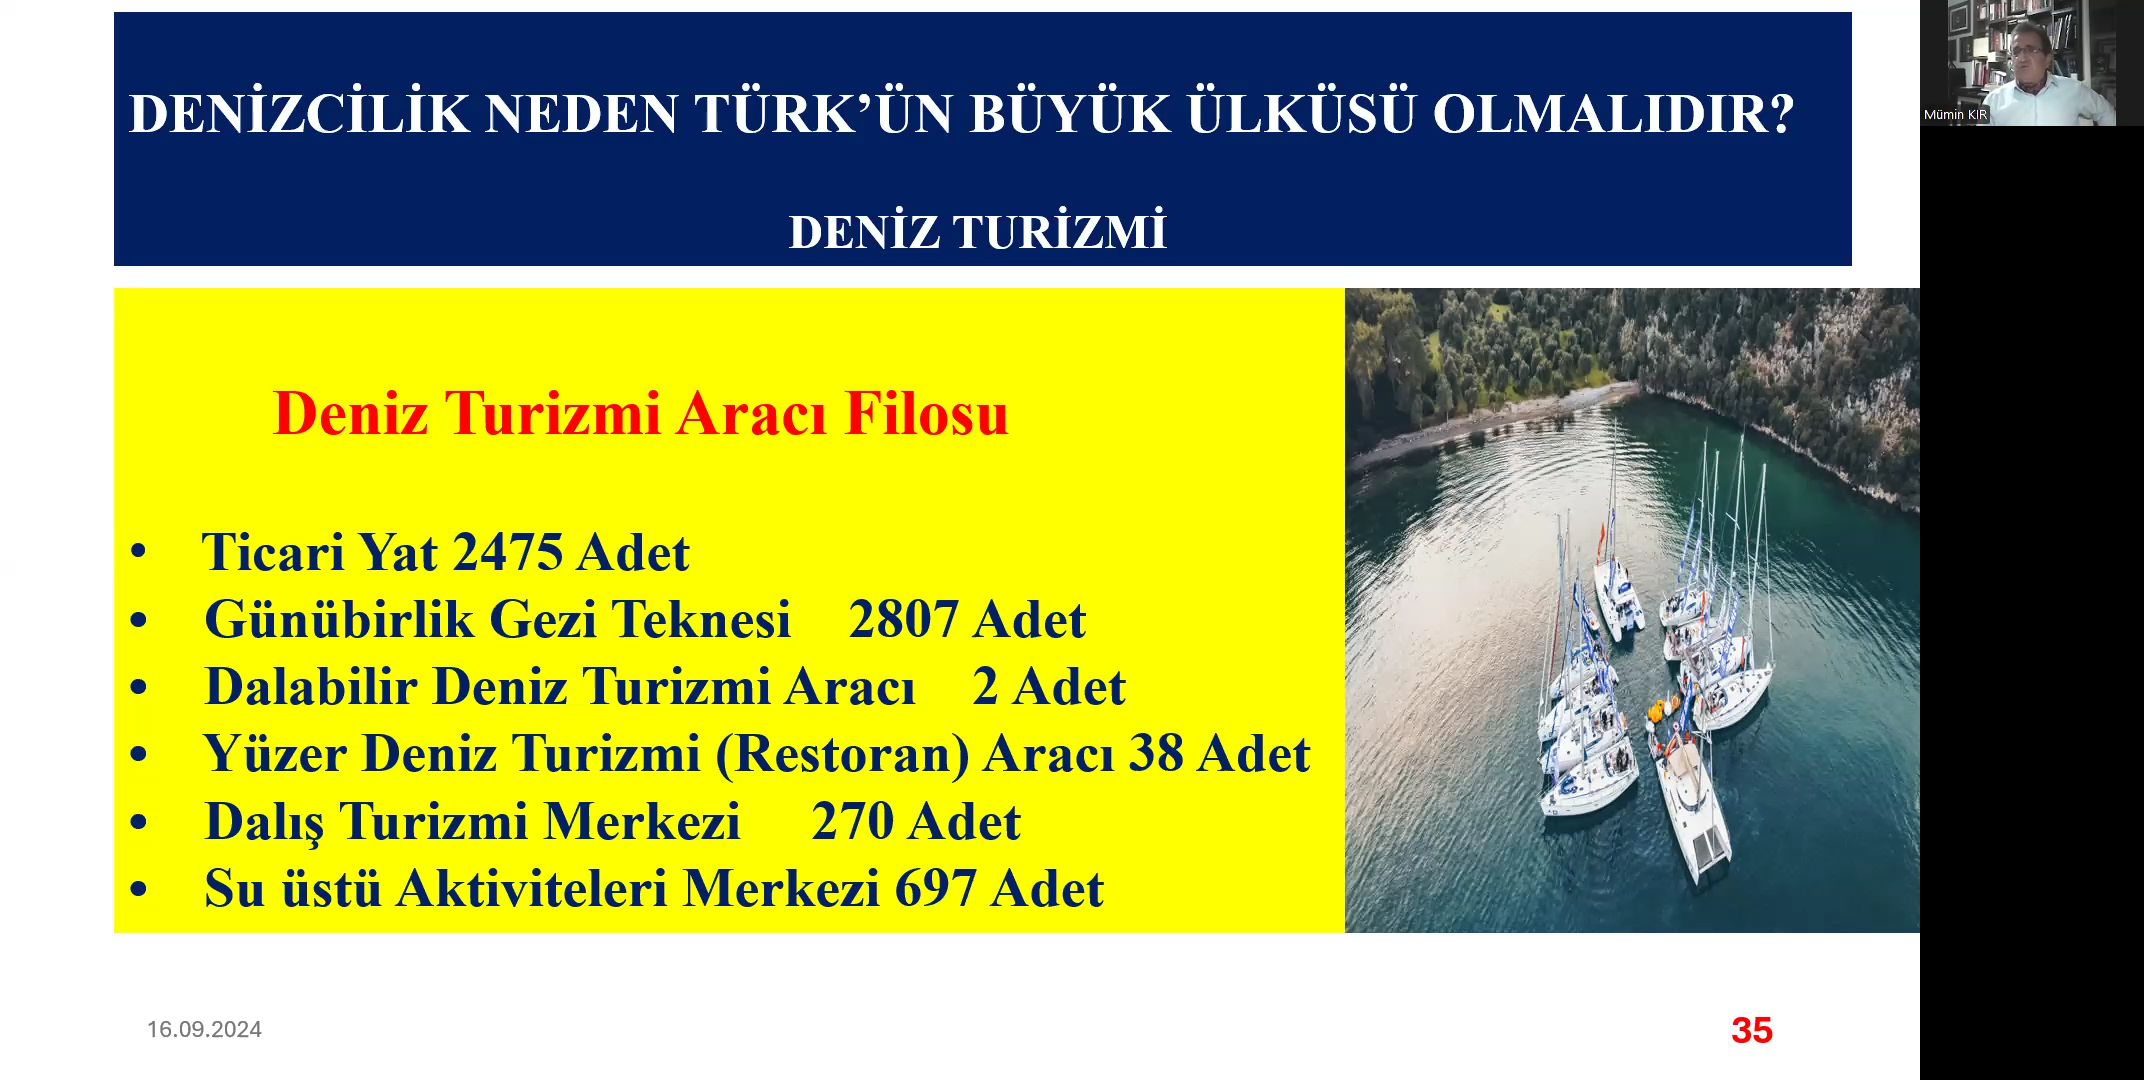 DENİZCİLİK NEDEN TÜRK’ÜN BÜYÜK ÜLKÜSÜ OLMALIDIR?
DENİZ TURİZMİ
Mümin KIR
Deniz Turizmi Aracı Filosu
• Ticari Yat 2475 Adet
• Günübirlik Gezi Teknesi 2807 Adet
• Dalabilir Deniz Turizmi Aracı 2 Adet
• Yüzer Deniz Turizmi (Restoran) Aracı 38 Adet
• Dalış Turizmi Merkezi 270 Adet
• Su üstü Aktiviteleri Merkezi 697 Adet
16.09.2024
35